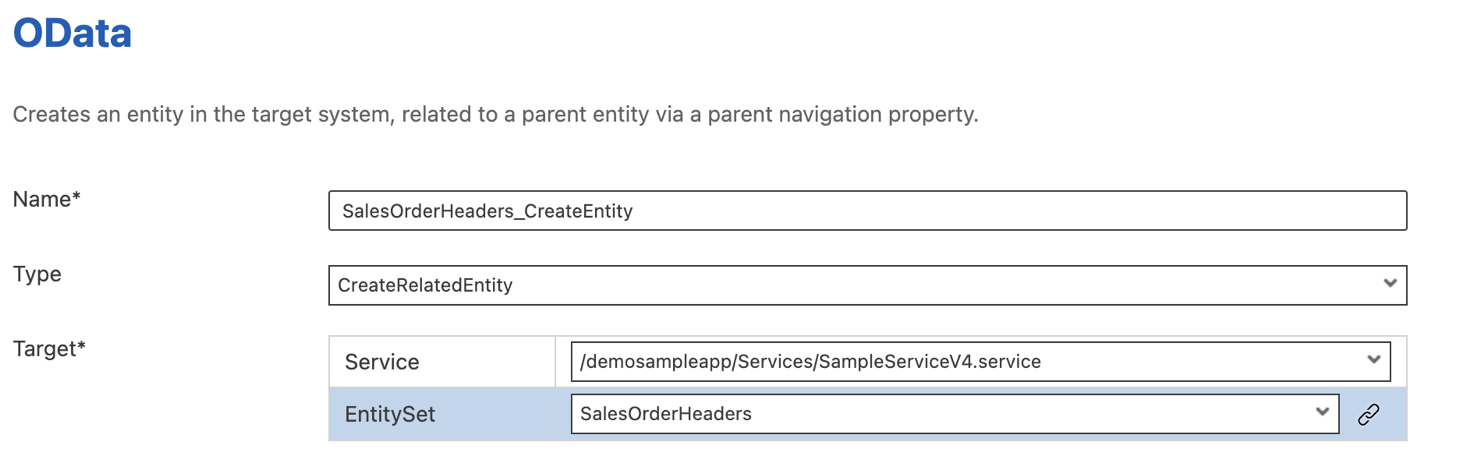 OData
Creates an entity in the target system, related to a parent entity via a parent navigation property.
Name*
SalesOrderHeaders_CreateEntity
Type
CreateRelatedEntity
Target*
Service
/demosampleapp/Services/SampleServiceV4.service
EntitySet
SalesOrderHeaders